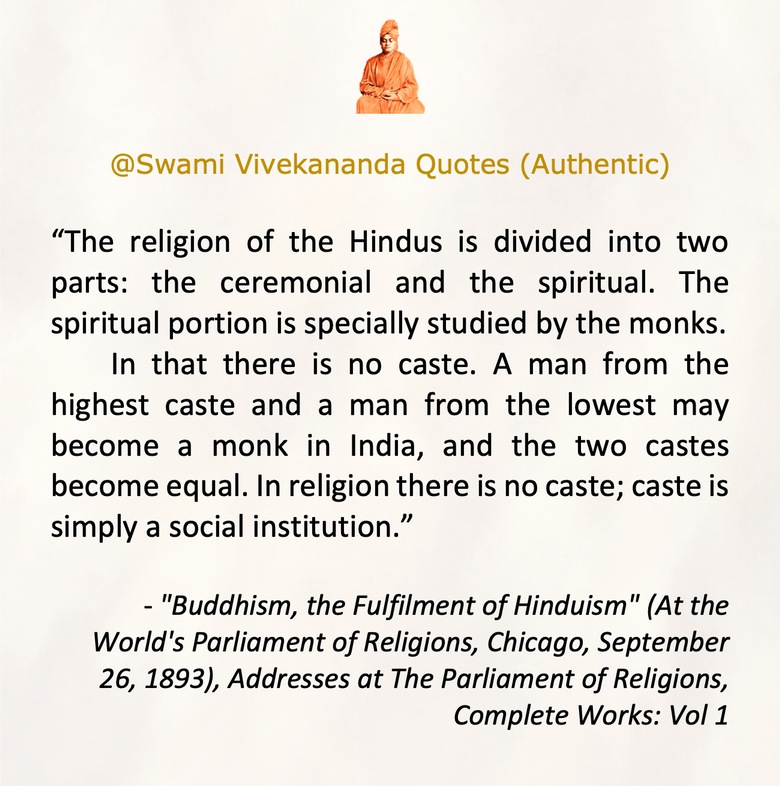 @Swami Vivekananda Quotes (Authentic)
“The religion of the Hindus is divided into two
parts: the ceremonial and the spiritual. The
spiritual portion is specially studied by the monks.
In that there is no caste. A man from the
highest caste and a man from the lowest may
become a monk in India, and the two castes
become equal. In religion there is no caste; caste is
simply a social institution.”
- "Buddhism, the Fulfilment of Hinduism" (At the
World's Parliament of Religions, Chicago, September
26, 1893), Addresses at The Parliament of Religions,
Complete Works: Vol 1